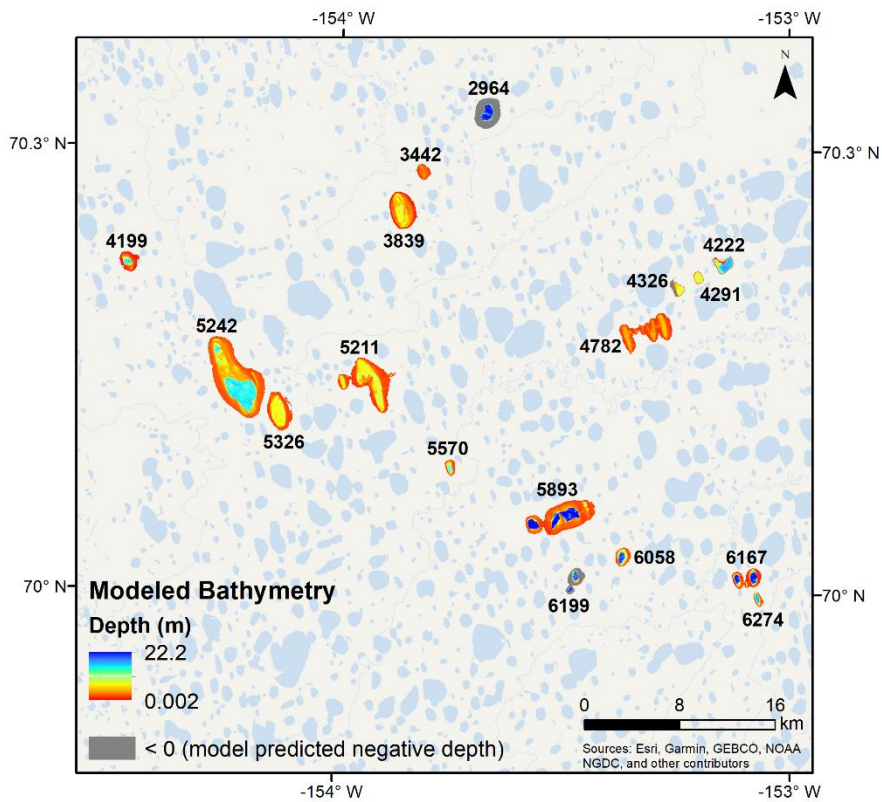 -154° W
-153° W
N
2964
70.3° N
70.3° N
3442
3839
4199
4222
4326
4291
4782
5242
5211
5326
5570
5893
6058
6167
6199
6274
70° N
70° N
Modeled Bathymetry
Depth (m)
22.2
0.002
< 0 (model predicted negative depth)
0 8 16
km
Sources: Esri, Garmin, GEBCO, NOAA
NGDC, and other contributors
-154° W
-153° W